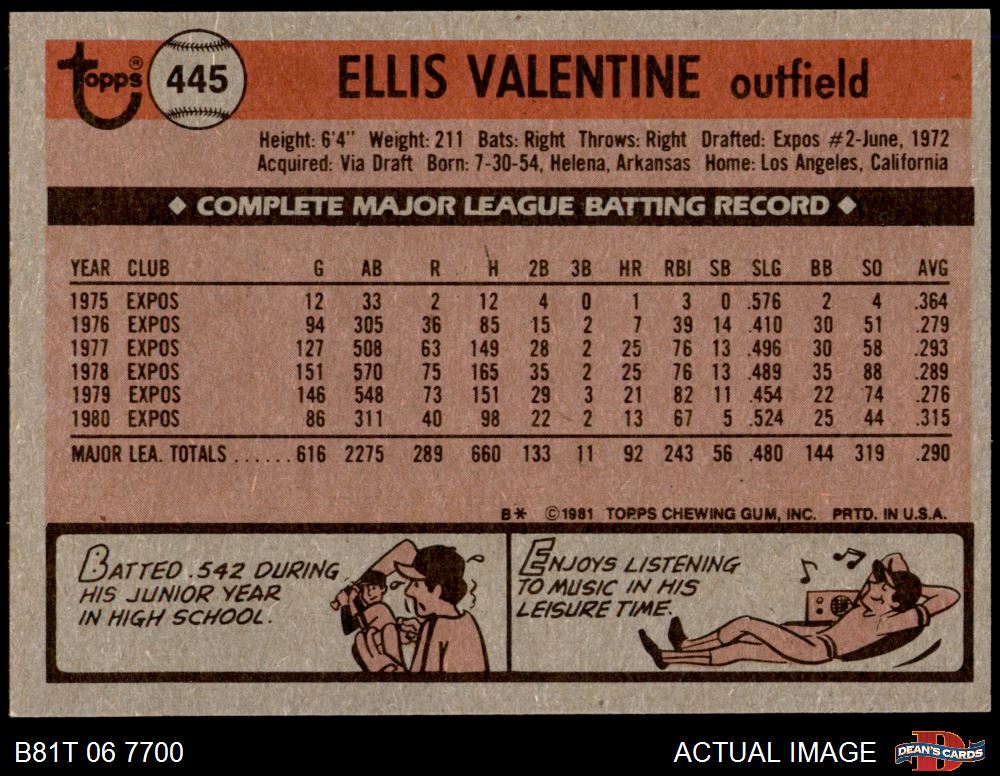 Topps ® 445 ELLIS VALENTINE outfield
Height: 6'4" Weight: 211 Bats: Right Throws: Right Drafted: Expos #2-June, 1972
Acquired: Via Draft Born: 7-30-54, Helena, Arkansas Home: Los Angeles, California
◆ COMPLETE MAJOR LEAGUE BATTING RECORD ◆
YEAR CLUB G AB R H 2B 3B HR RBI SB SLG BB SO AVG
1975 EXPOS 12 33 2 12 4 0 1 3 0 .576 2 4 .364
1976 EXPOS 94 305 36 85 15 2 7 39 14 .410 30 51 .279
1977 EXPOS 127 508 63 149 28 2 25 76 13 .496 30 58 .293
1978 EXPOS 151 570 75 165 35 2 25 76 13 .489 35 88 .289
1979 EXPOS 146 548 73 151 29 3 21 82 11 .454 22 74 .276
1980 EXPOS 86 311 40 98 22 2 13 67 5 .524 25 44 .315
MAJOR LEA. TOTALS ......616 2275 289 660 133 11 92 243 56 .480 144 319 .290
B* ©1981 TOPPS CHEWING GUM, INC. PRTD. IN U.S.A.
BATTED .542 DURING
HIS JUNIOR YEAR
IN HIGH SCHOOL.
ENJOYS LISTENING
TO MUSIC IN HIS
LEISURE TIME.
B81T 06 7700
ACTUAL IMAGE
D
DEAN'S CARDS